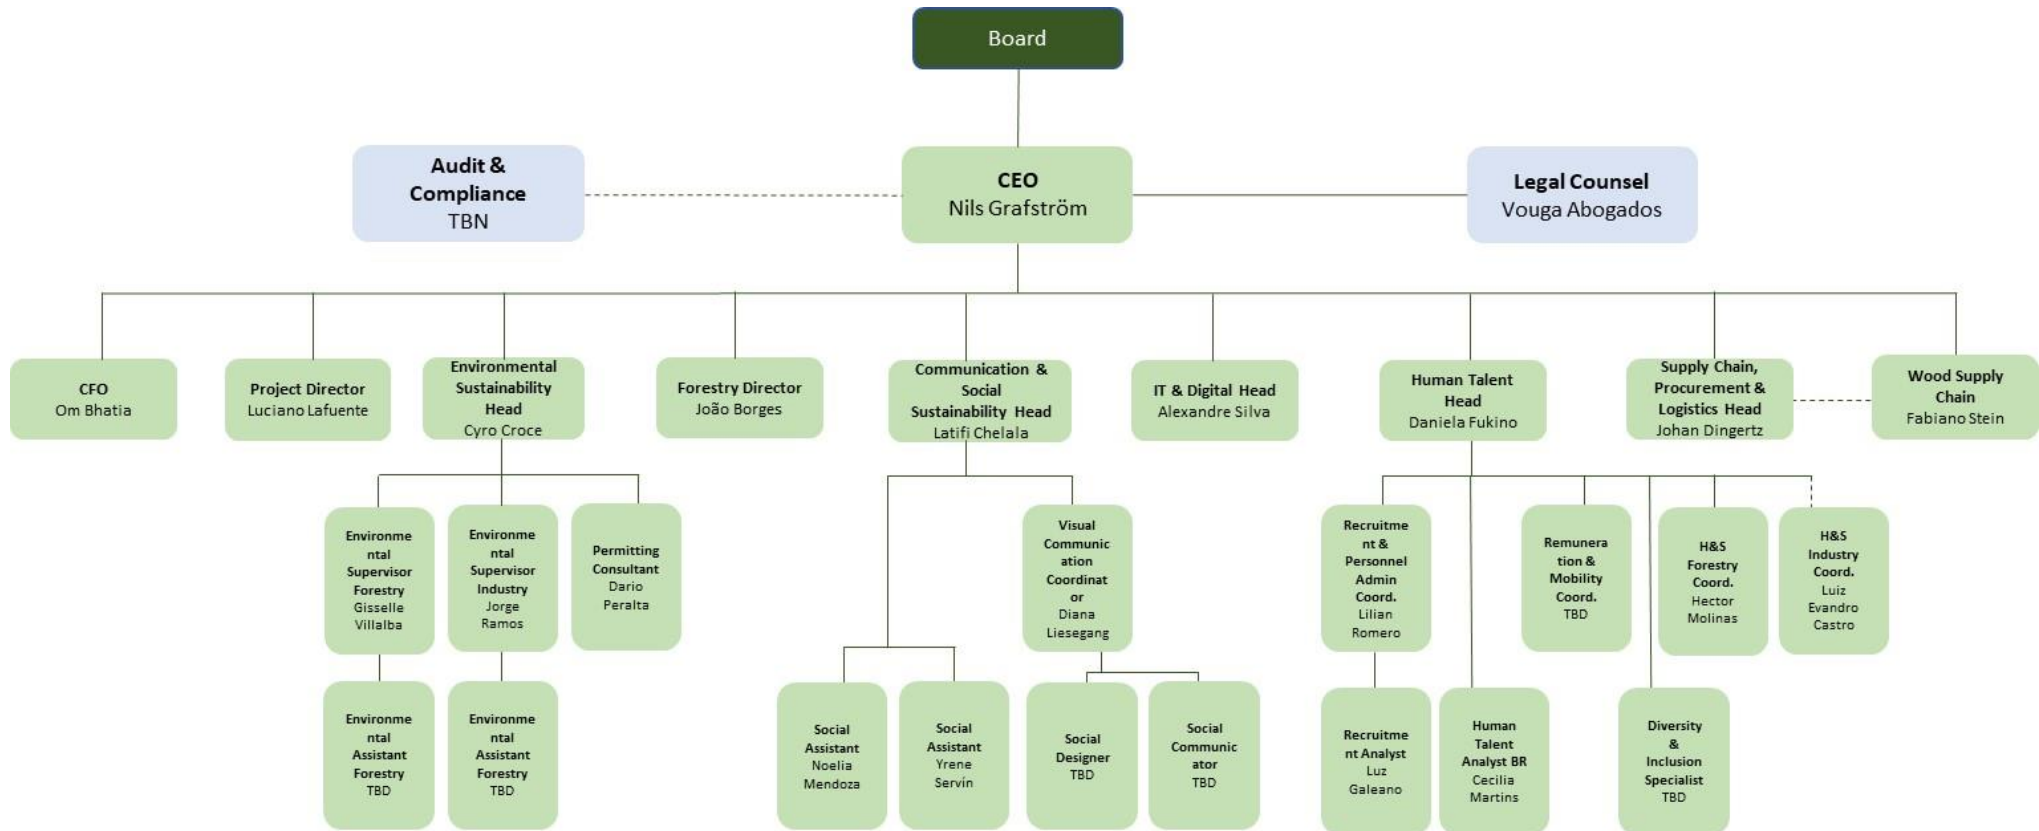 Board
Audit &
Compliance
TBN
CEO
Nils Grafström
Legal Counsel
Vouga Abogados
CFO
Om Bhatia
Project Director
Luciano Lafuente
Environmental
Sustainability
Head
Cyro Croce
Forestry Director
João Borges
Communication &
Social
Sustainability Head
Latifi Chelala
IT & Digital Head
Alexandre Silva
Human Talent
Head
Daniela Fukino
Supply Chain,
Procurement &
Logistics Head
Johan Dingertz
Wood Supply
Chain
Fabiano Stein
Environme
ntal
Supervisor
Forestry
Gisselle
Villalba
Environme
ntal
Supervisor
Industry
Jorge
Ramos
Permitting
Consultant
Dario
Peralta
Visual
Communic
ation
Coordinat
or
Diana
Liesegang
Recruitme
nt &
Personnel
Admin
Coord.
Lilian
Romero
Remunera
tion &
Mobility
Coord.
TBD
H&S
Forestry
Coord.
Hector
Molinas
H&S
Industry
Coord.
Luiz
Evandro
Castro
Environme
ntal
Assistant
Forestry
TBD
Environme
ntal
Assistant
Forestry
TBD
Social
Assistant
Noelia
Mendoza
Social
Assistant
Yrene
Servín
Social
Designer
TBD
Social
Communic
ator
TBD
Recruitme
nt Analyst
Luz
Galeano
Human
Talent
Analyst BR
Cecilia
Martins
Diversity
&
Inclusion
Specialist
TBD